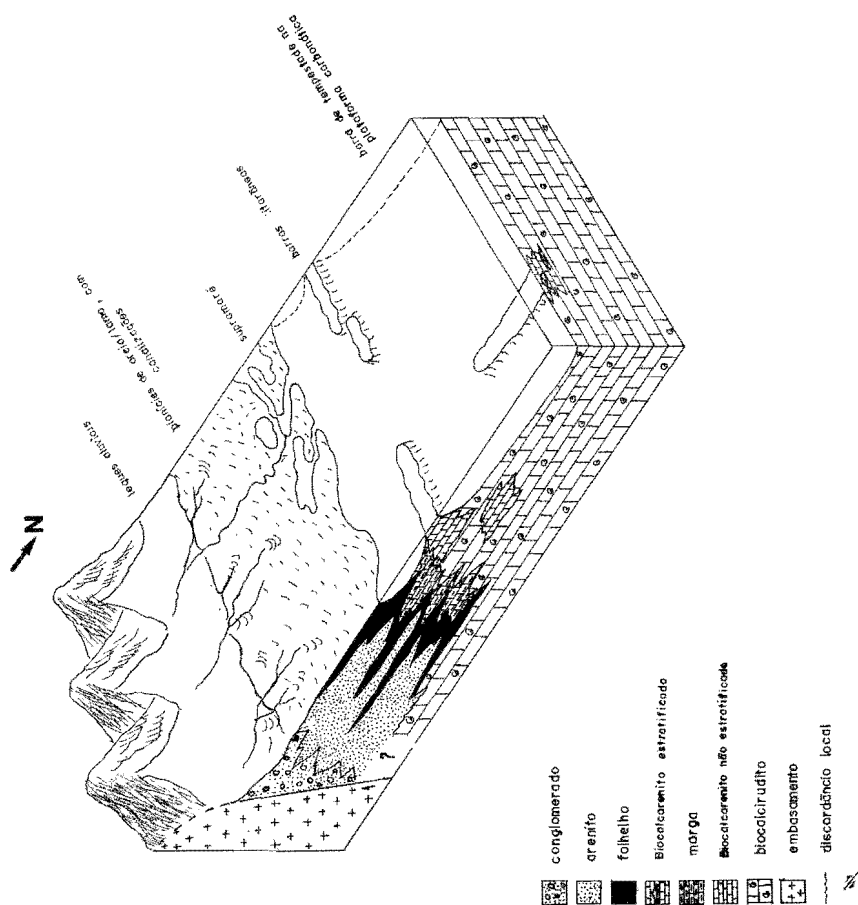 leques aluviais
planícies de areia/lama, com
canalizações
supramaré
barras litorâneas
barra de tempestade na
plataforma carbonática
N
?
conglomerado
arenito
folhelho
Biocalcarenito estratificado
marga
Biocalcarenito não estratificado
biocalcirudito
embasamento
discordância local